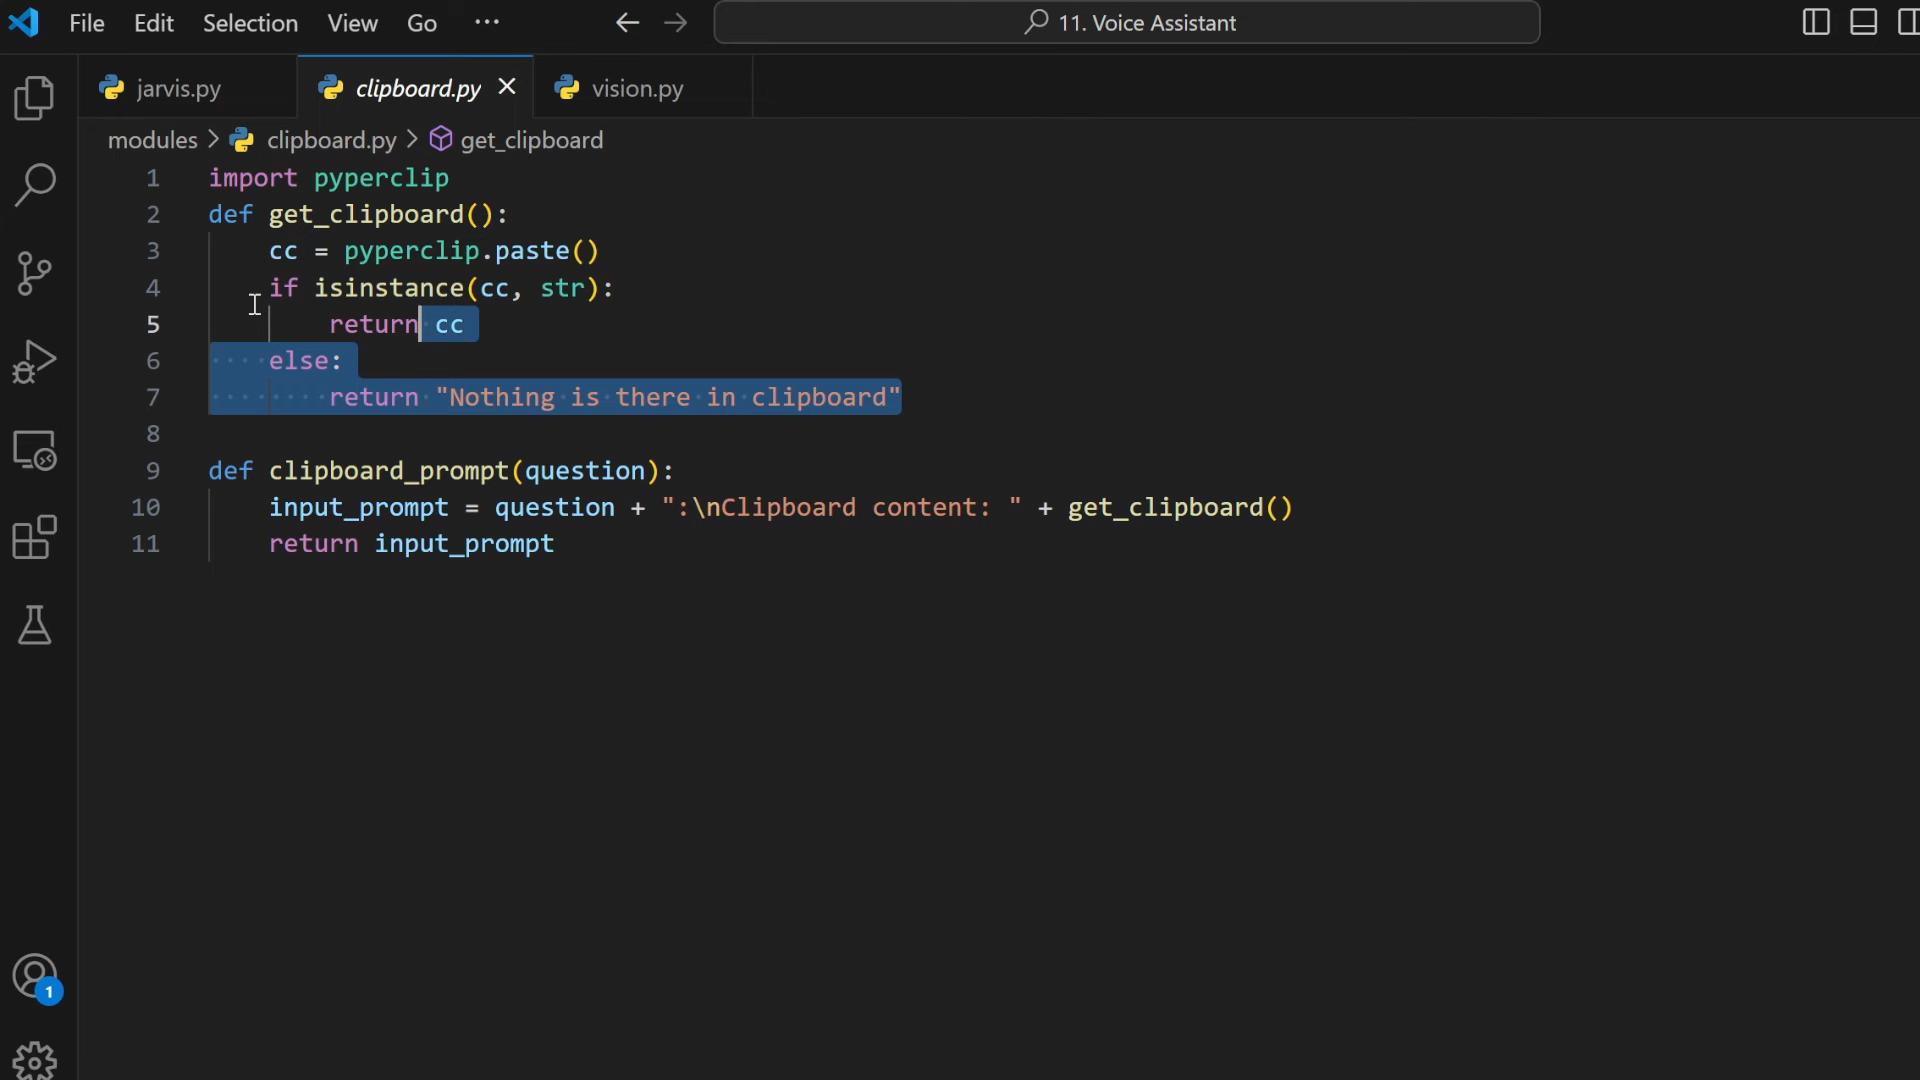 File Edit Selection View Go ··· 11. Voice Assistant
jarvis.py clipboard.py vision.py
modules > clipboard.py > get_clipboard
1 import pyperclip
2 def get_clipboard():
3 cc = pyperclip.paste()
4 if isinstance(cc, str):
5 return cc
6 else:
7 return "Nothing is there in clipboard"
8
9 def clipboard_prompt(question):
10 input_prompt = question + ":\nClipboard content: " + get_clipboard()
11 return input_prompt
1